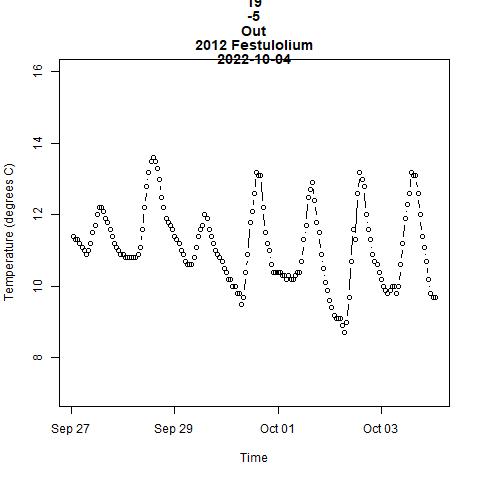 19
-5
Out
2012 Festulolium
2022-10-04
16
14
12
10
8
Temperature (degrees C)
Sep 27
Sep 29
Oct 01
Oct 03
Time